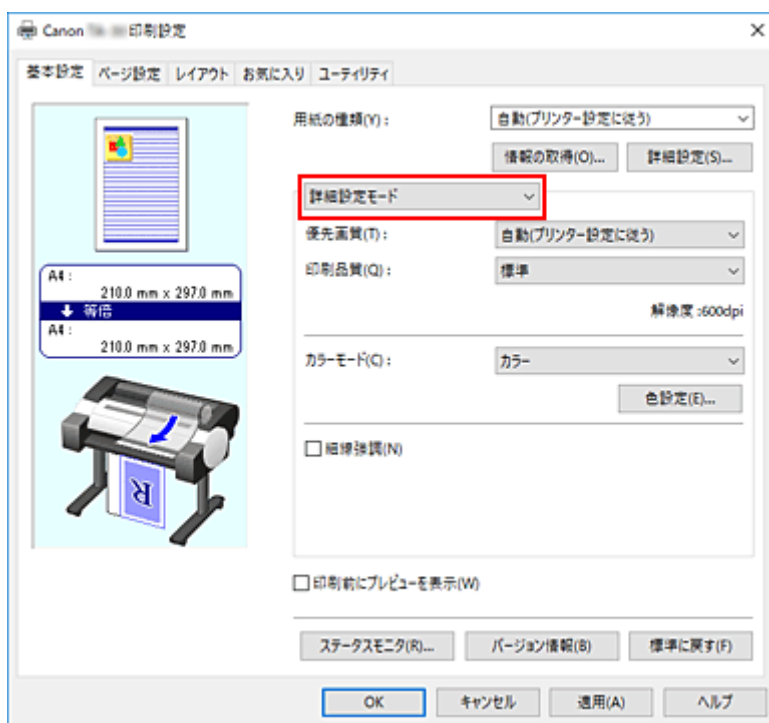 Canon 印刷設定
基本設定 ページ設定 レイアウト お気に入り ユーティリティ
用紙の種類(Y)： 自動(プリンター設定に従う)
情報の取得(O)... 詳細設定(S)...
詳細設定モード
優先画質(T)： 自動(プリンター設定に従う)
印刷品質(Q)： 標準
解像度 :600dpi
カラーモード(C)： カラー
色設定(E)...
細線強調(N)
A4 :
210.0 mm x 297.0 mm
等倍
A4 :
210.0 mm x 297.0 mm
R
印刷前にプレビューを表示(W)
ステータスモニタ(R)... バージョン情報(B) 標準に戻す(F)
OK キャンセル 適用(A) ヘルプ